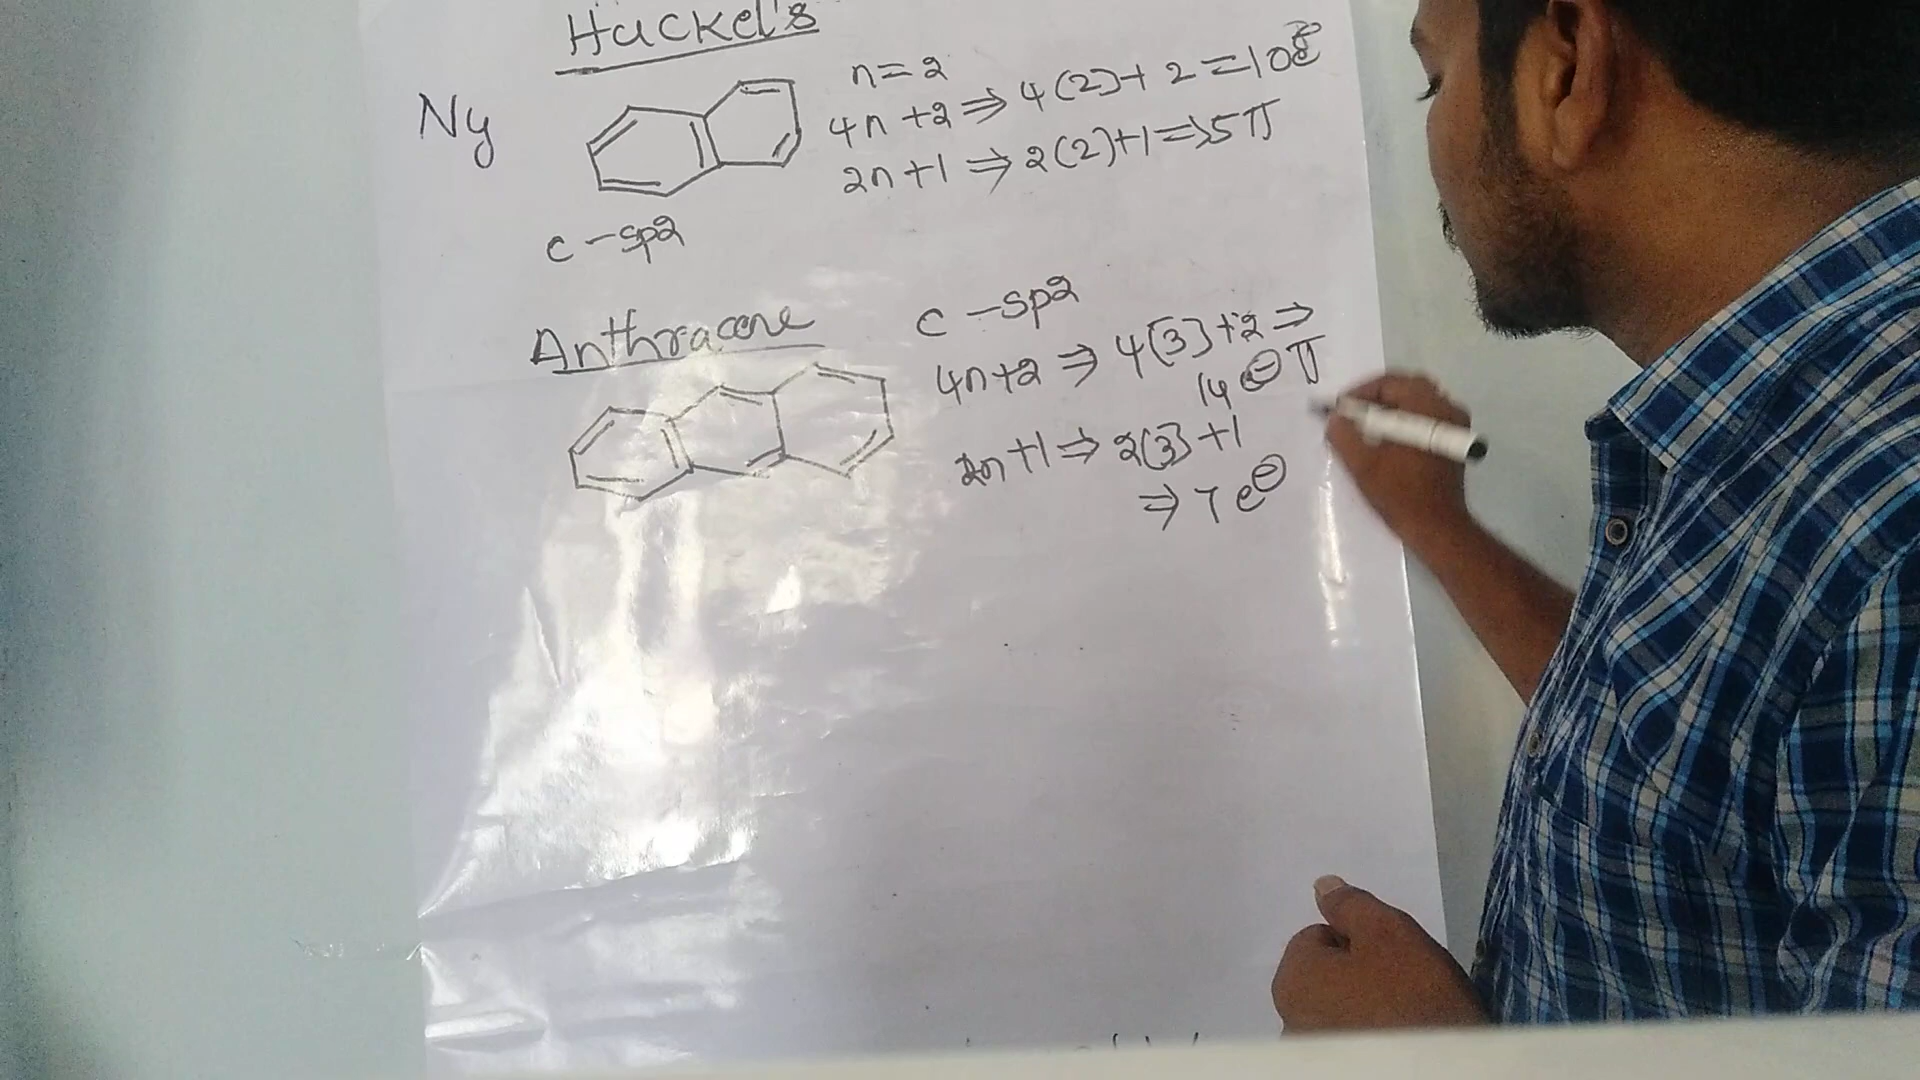 Huckel's
Ny
n=2
4n+2 ⇒ 4(2)+2=10e
2n+1 ⇒ 2(2)+1⇒5π
C-sp2
Anthracene
C-sp2
4n+2 ⇒ 4(3)+2 ⇒
14 e⊖ π
2n+1 ⇒ 2(3)+1
⇒ 7 e⊖